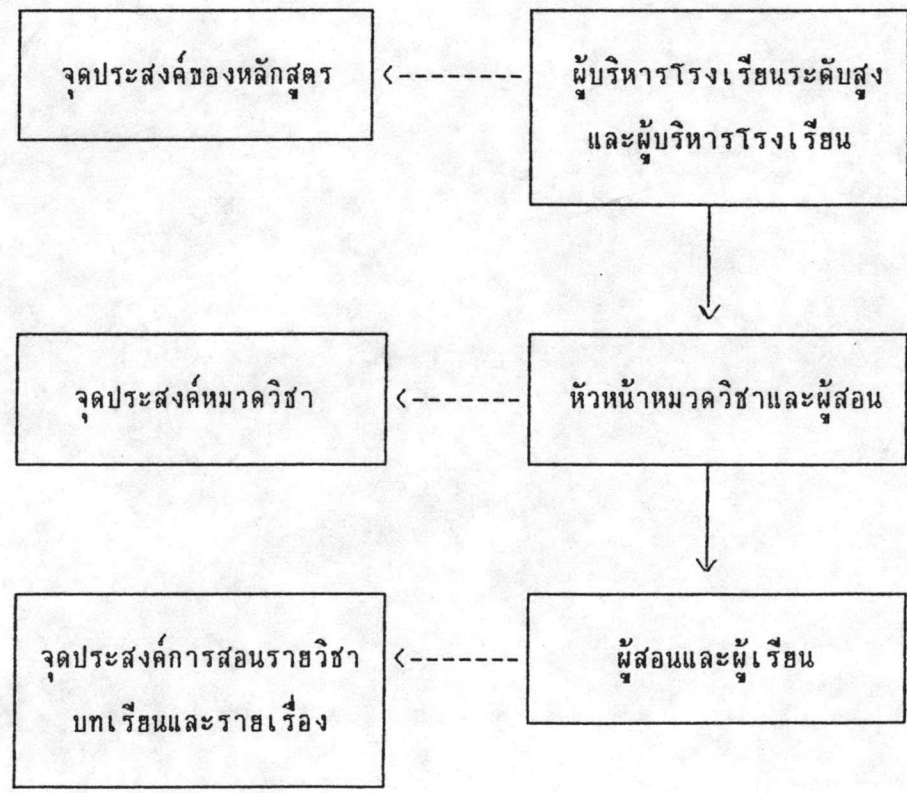 จุดประสงค์ของหลักสูตร
ผู้บริหารโรงเรียนระดับสูง
และผู้บริหารโรงเรียน
จุดประสงค์หมวดวิชา
หัวหน้าหมวดวิชาและผู้สอน
จุดประสงค์การสอนรายวิชา
บทเรียนและรายเรื่อง
ผู้สอนและผู้เรียน